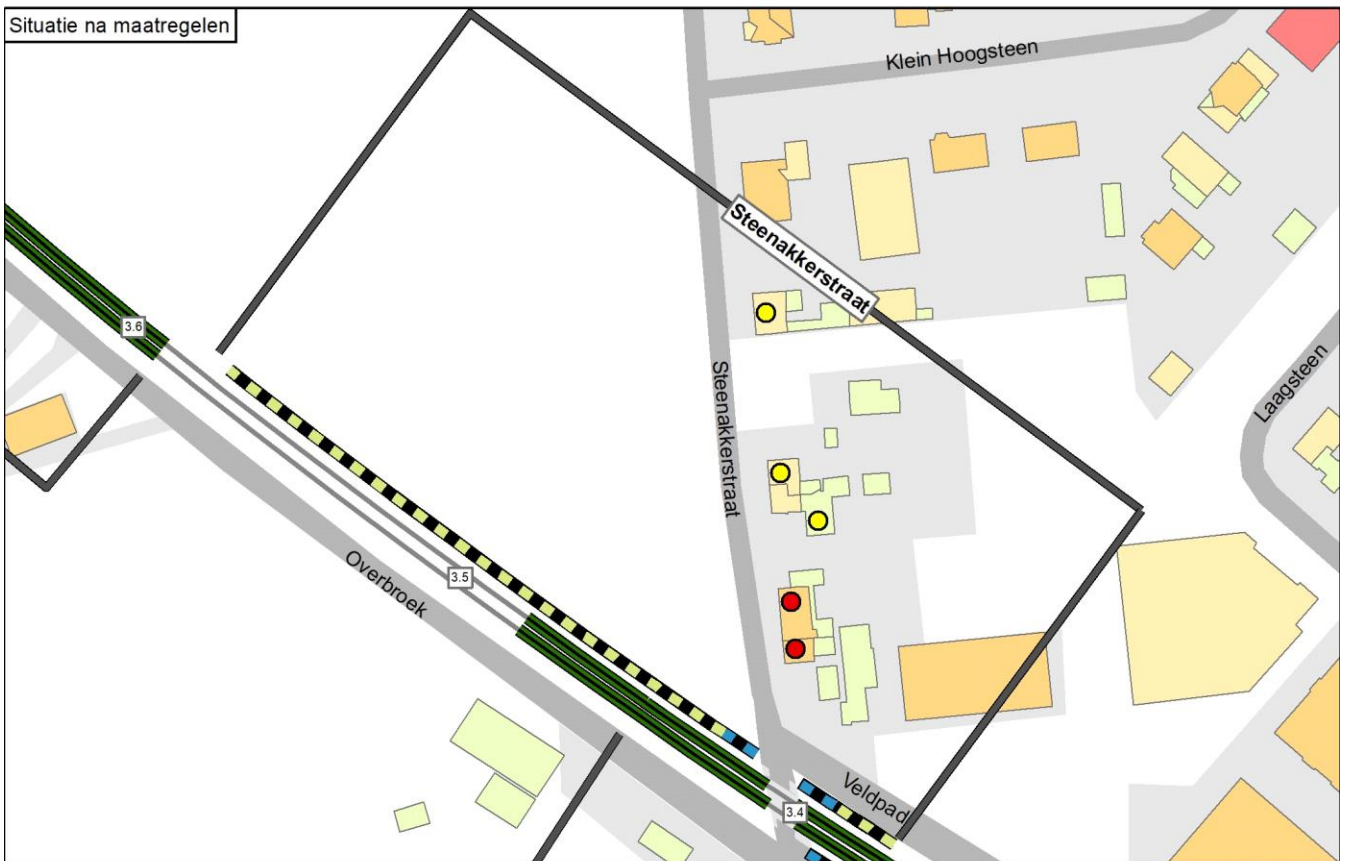 Situatie na maatregelen
Klein Hoogsteen
Steenakkerstraat
3.6
Steenakkerstraat
Laagsteen
3.5
Overbroek
Veldpad
3.4